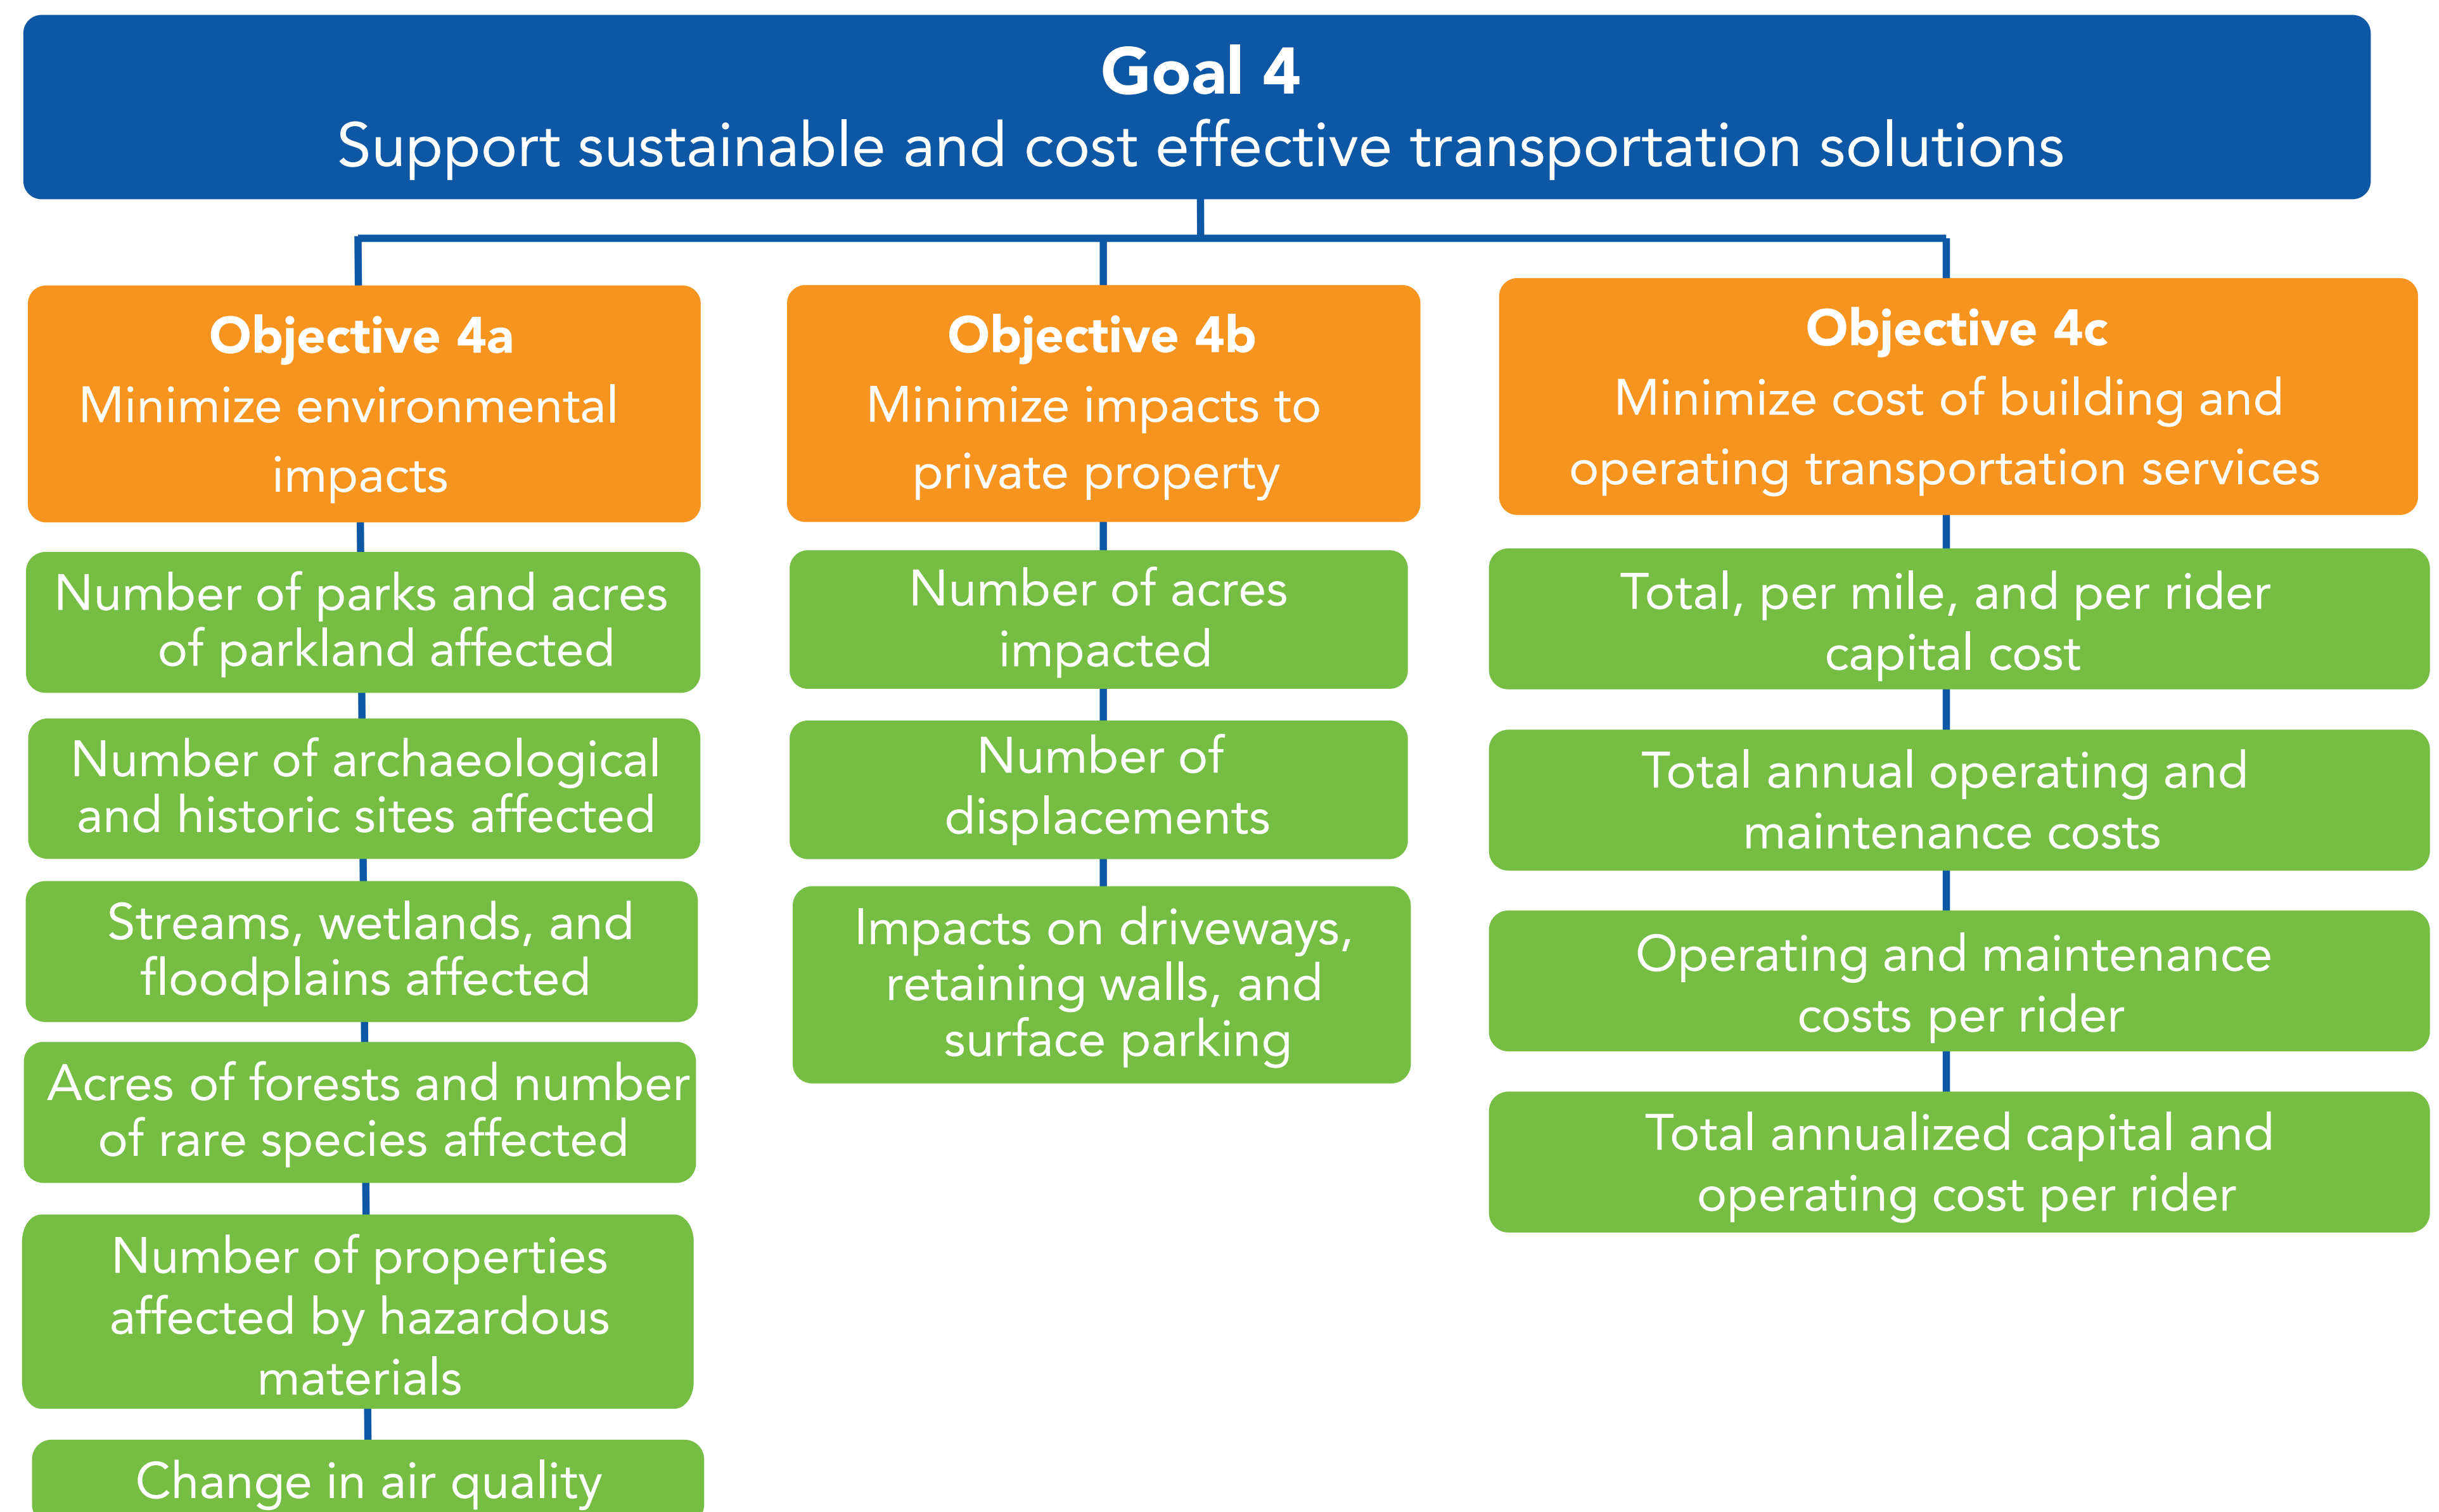 Goal 4
Support sustainable and cost effective transportation solutions
Objective 4a
Minimize environmental
impacts
Number of parks and acres
of parkland affected
Number of archaeological
and historic sites affected
Streams, wetlands, and
floodplains affected
Acres of forests and number
of rare species affected
Number of properties
affected by hazardous
materials
Change in air quality
Objective 4b
Minimize impacts to
private property
Number of acres
impacted
Number of
displacements
Impacts on driveways,
retaining walls, and
surface parking
Objective 4c
Minimize cost of building and
operating transportation services
Total, per mile, and per rider
capital cost
Total annual operating and
maintenance costs
Operating and maintenance
costs per rider
Total annualized capital and
operating cost per rider